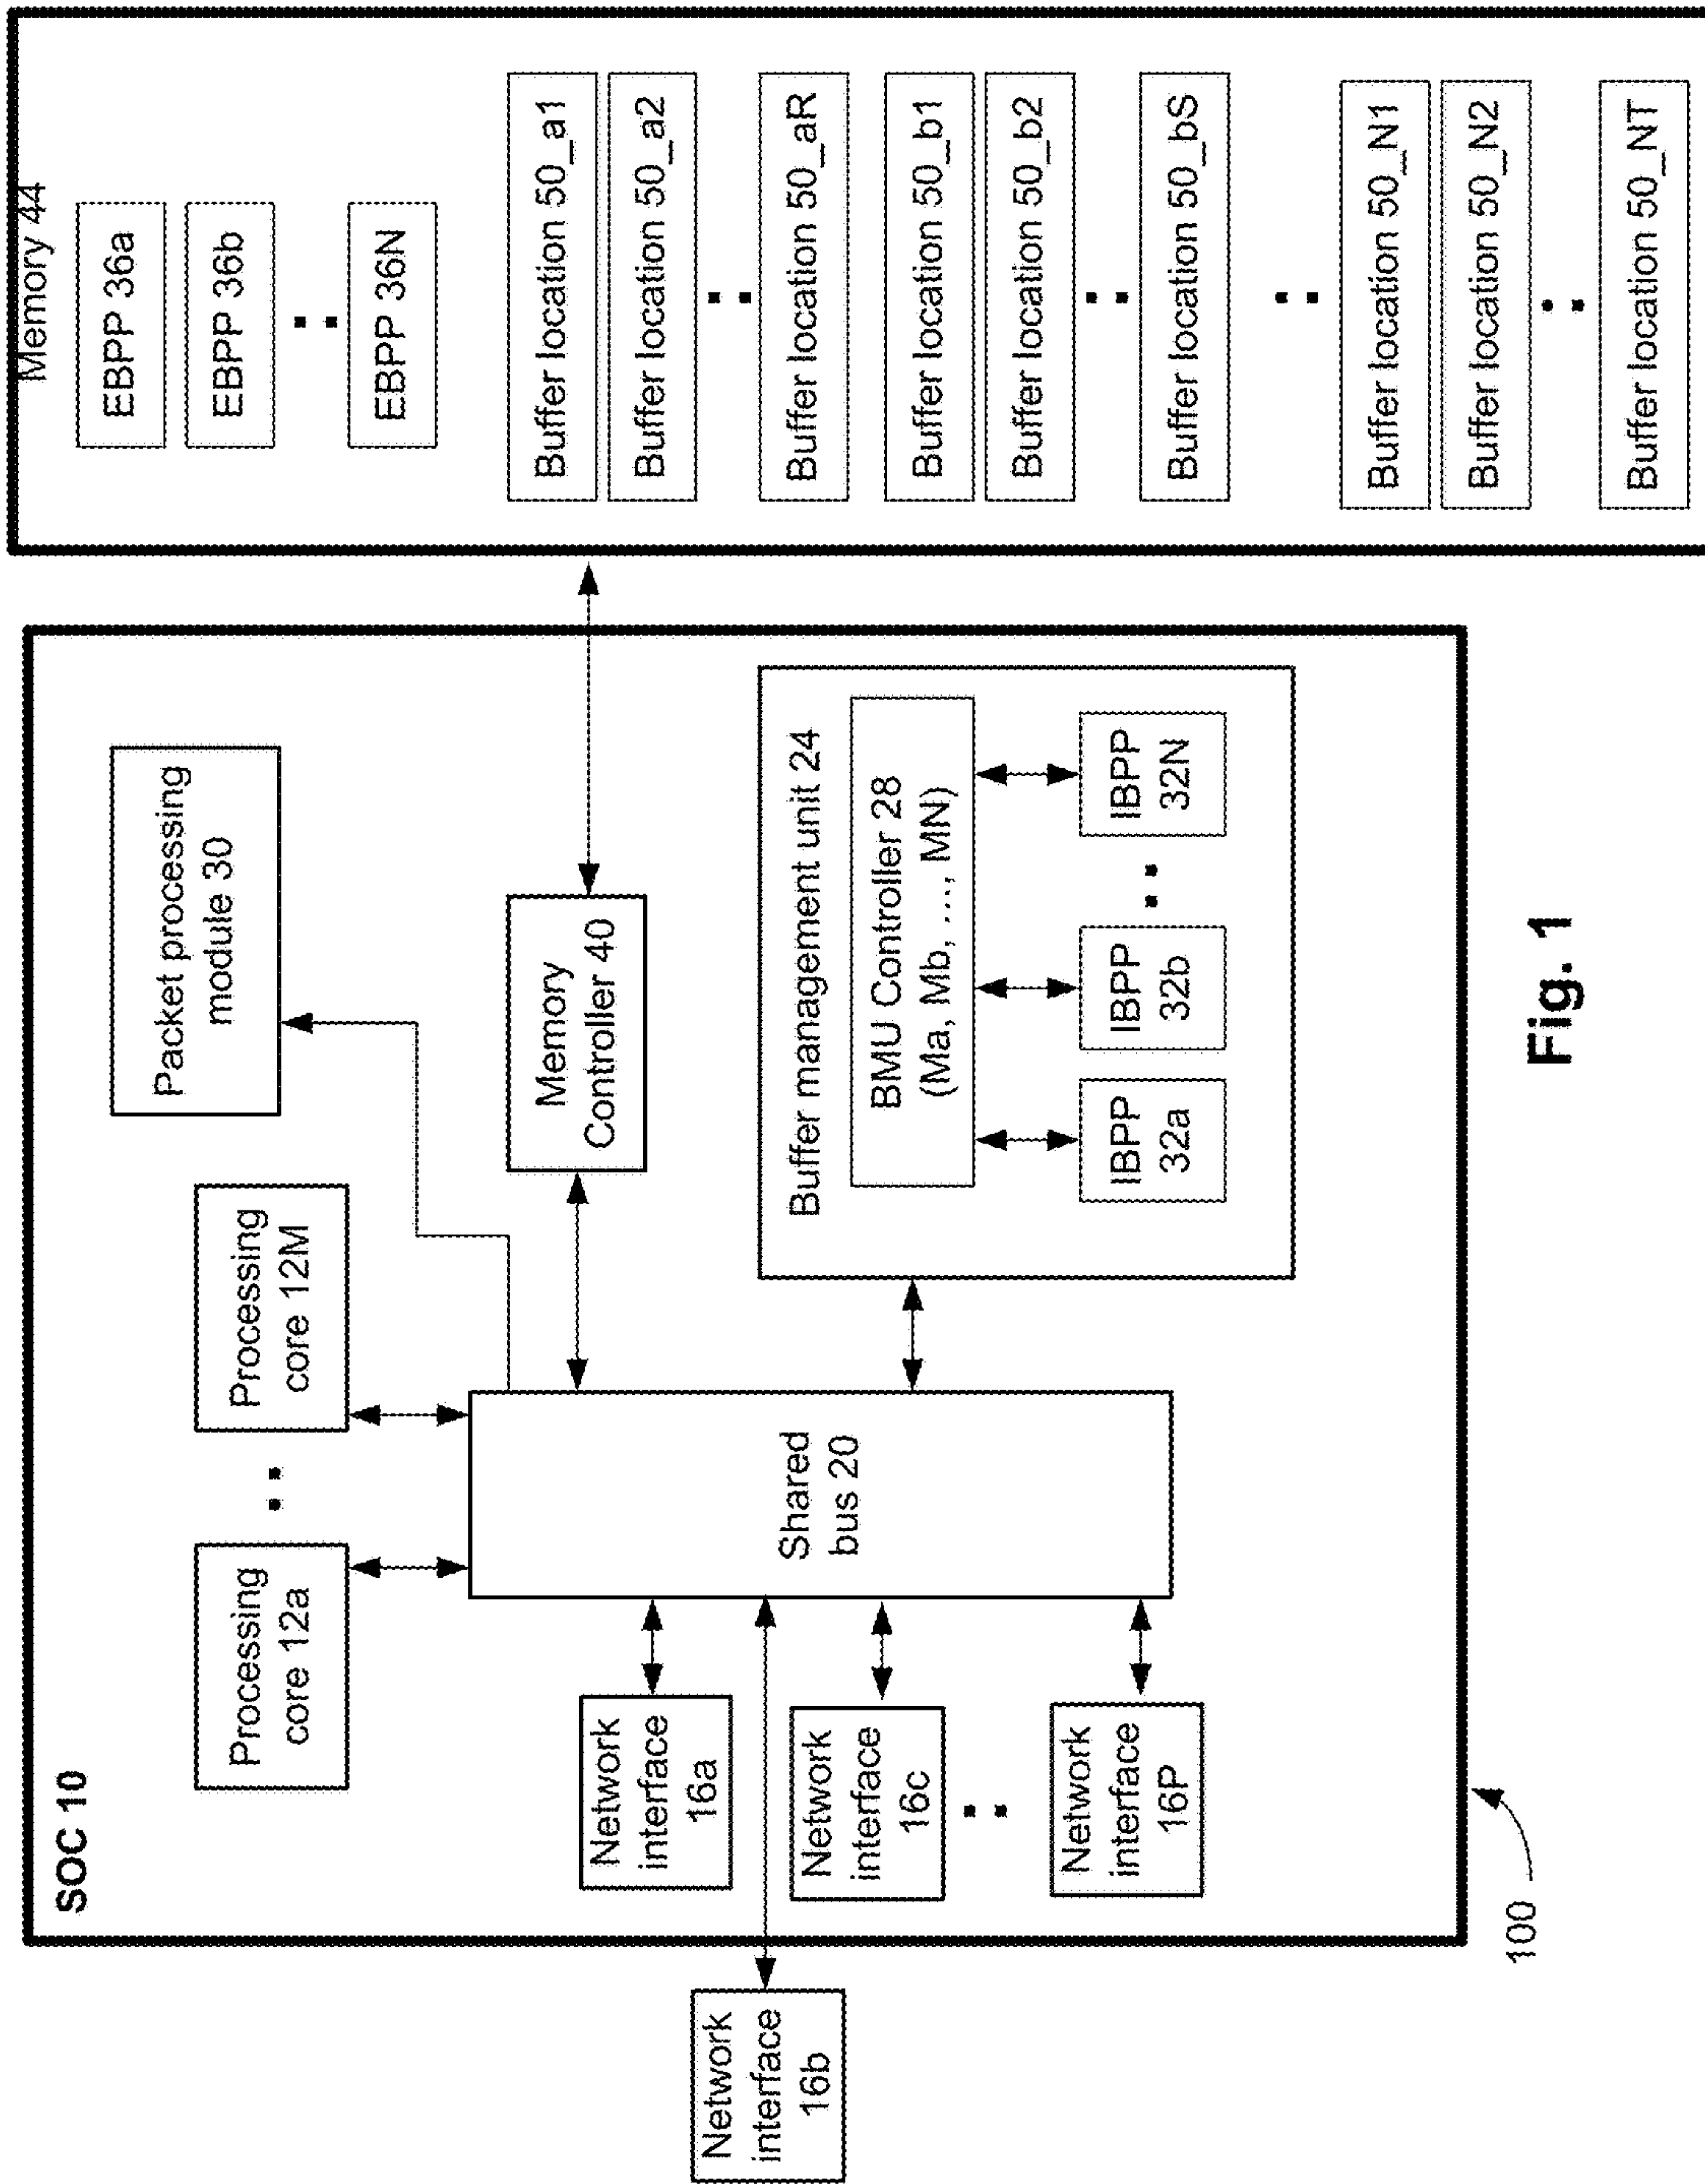 SOC 10
Processing
core 12a
Processing
core 12M
Packet processing
module 30
Network
interface
16b
Network
interface
16a
Network
interface
16c
Network
interface
16P
Shared
bus 20
Memory
Controller 40
Buffer management unit 24
BMU Controller 28
(Ma, Mb, ..., MN)
IBPP
32a
IBPP
32b
IBPP
32N
Memory 44
EBPP 36a
EBPP 36b
EBPP 36N
Buffer location 50_a1
Buffer location 50_a2
Buffer location 50_aR
Buffer location 50_b1
Buffer location 50_b2
Buffer location 50_bS
Buffer location 50_N1
Buffer location 50_N2
Buffer location 50_NT
100
Fig. 1